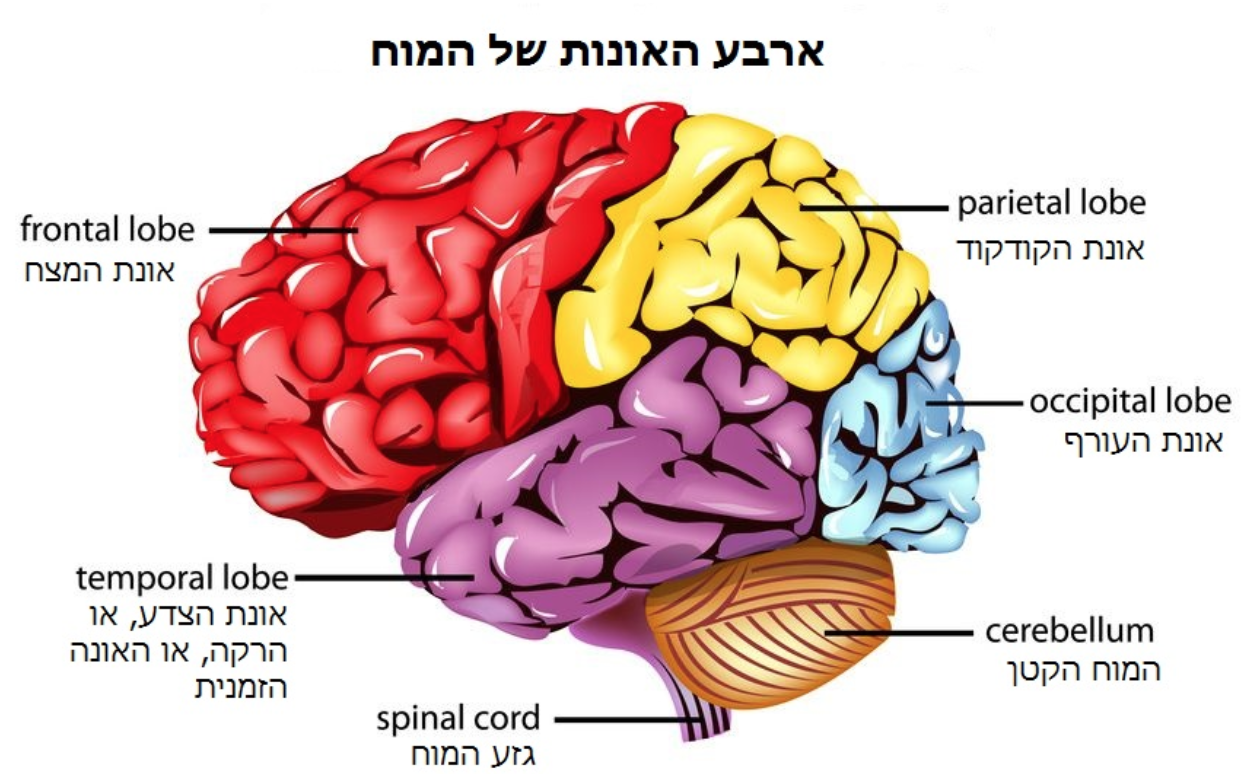 ארבע האונות של המוח
frontal lobe
אונת המצח
parietal lobe
אונת הקודקוד
occipital lobe
אונת העורף
temporal lobe
אונת הצדע, או
הרקה, או האונה
הזמנית
cerebellum
המוח הקטן
spinal cord
גזע המוח